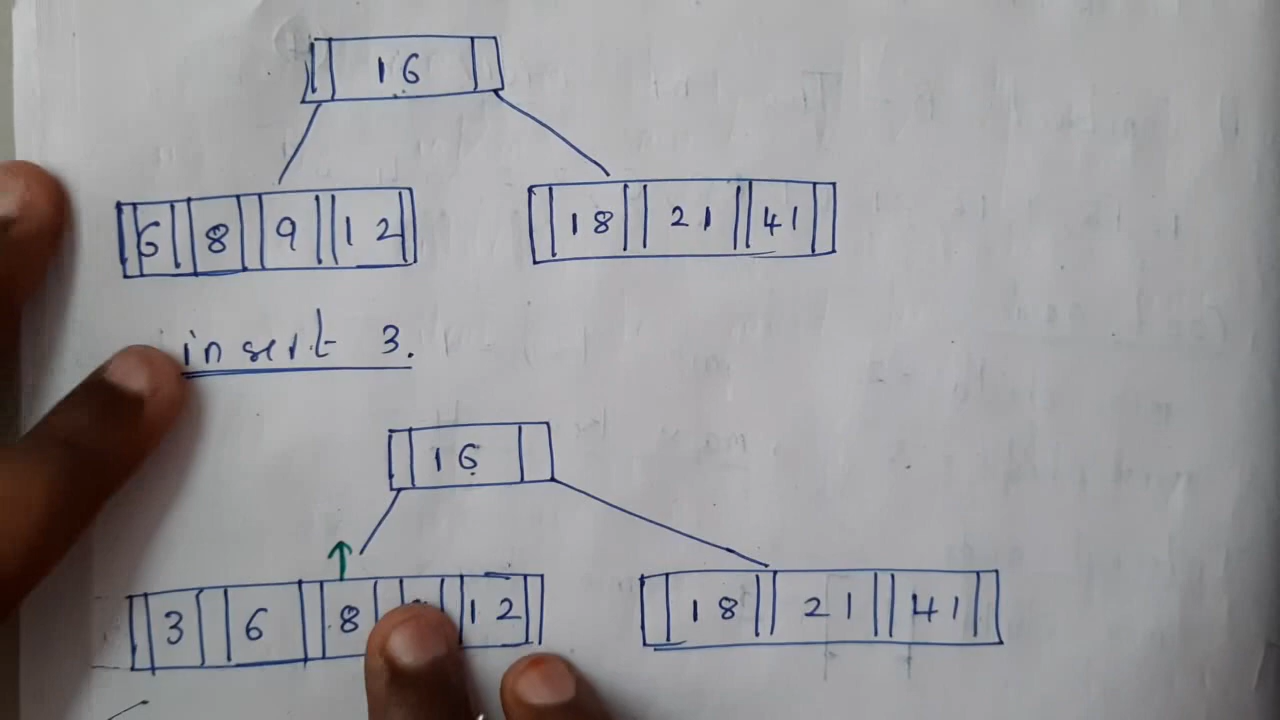 16
6 8 9 12 18 21 41
insert 3.
16
3 6 8 12 18 21 41